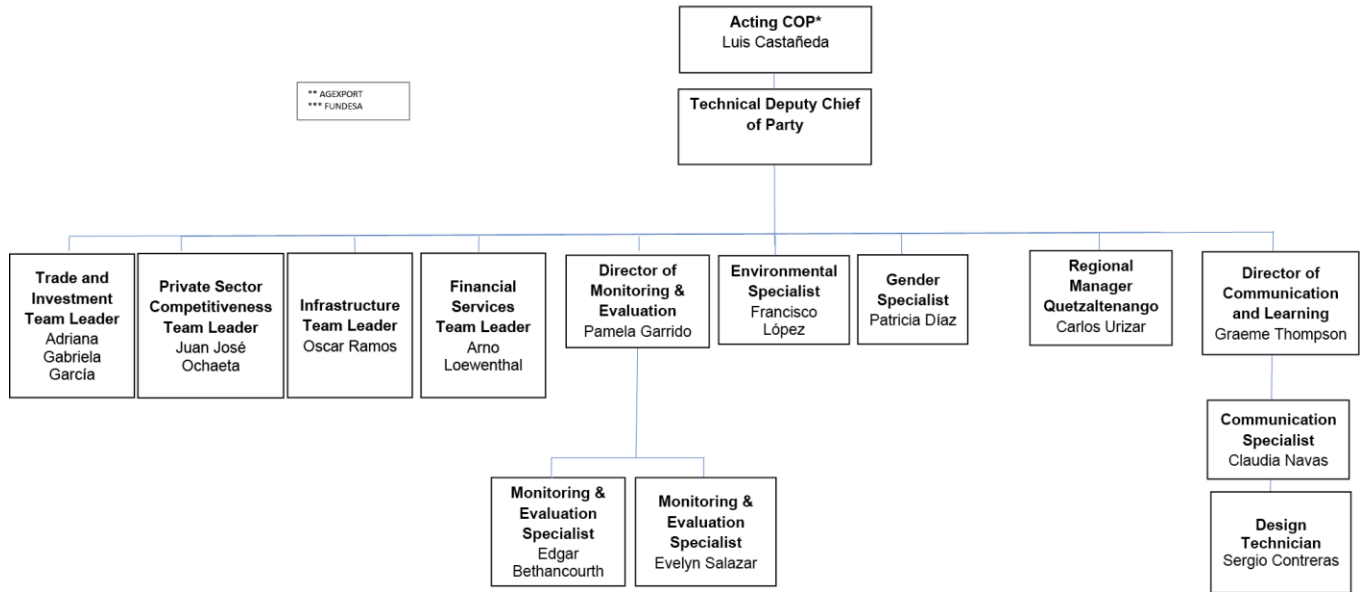 Acting COP*
Luis Castañeda
** AGEXPORT
*** FUNDESA
Technical Deputy Chief
of Party
Trade and
Investment
Team Leader
Adriana
Gabriela
García
Private Sector
Competitiveness
Team Leader
Juan José
Ochaeta
Infrastructure
Team Leader
Oscar Ramos
Financial
Services
Team Leader
Arno
Loewenthal
Director of
Monitoring &
Evaluation
Pamela Garrido
Environmental
Specialist
Francisco
López
Gender
Specialist
Patricia Díaz
Regional
Manager
Quetzaltenango
Carlos Urizar
Director of
Communication
and Learning
Graeme Thompson
Communication
Specialist
Claudia Navas
Monitoring &
Evaluation
Specialist
Edgar
Bethancourth
Monitoring &
Evaluation
Specialist
Evelyn Salazar
Design
Technician
Sergio Contreras